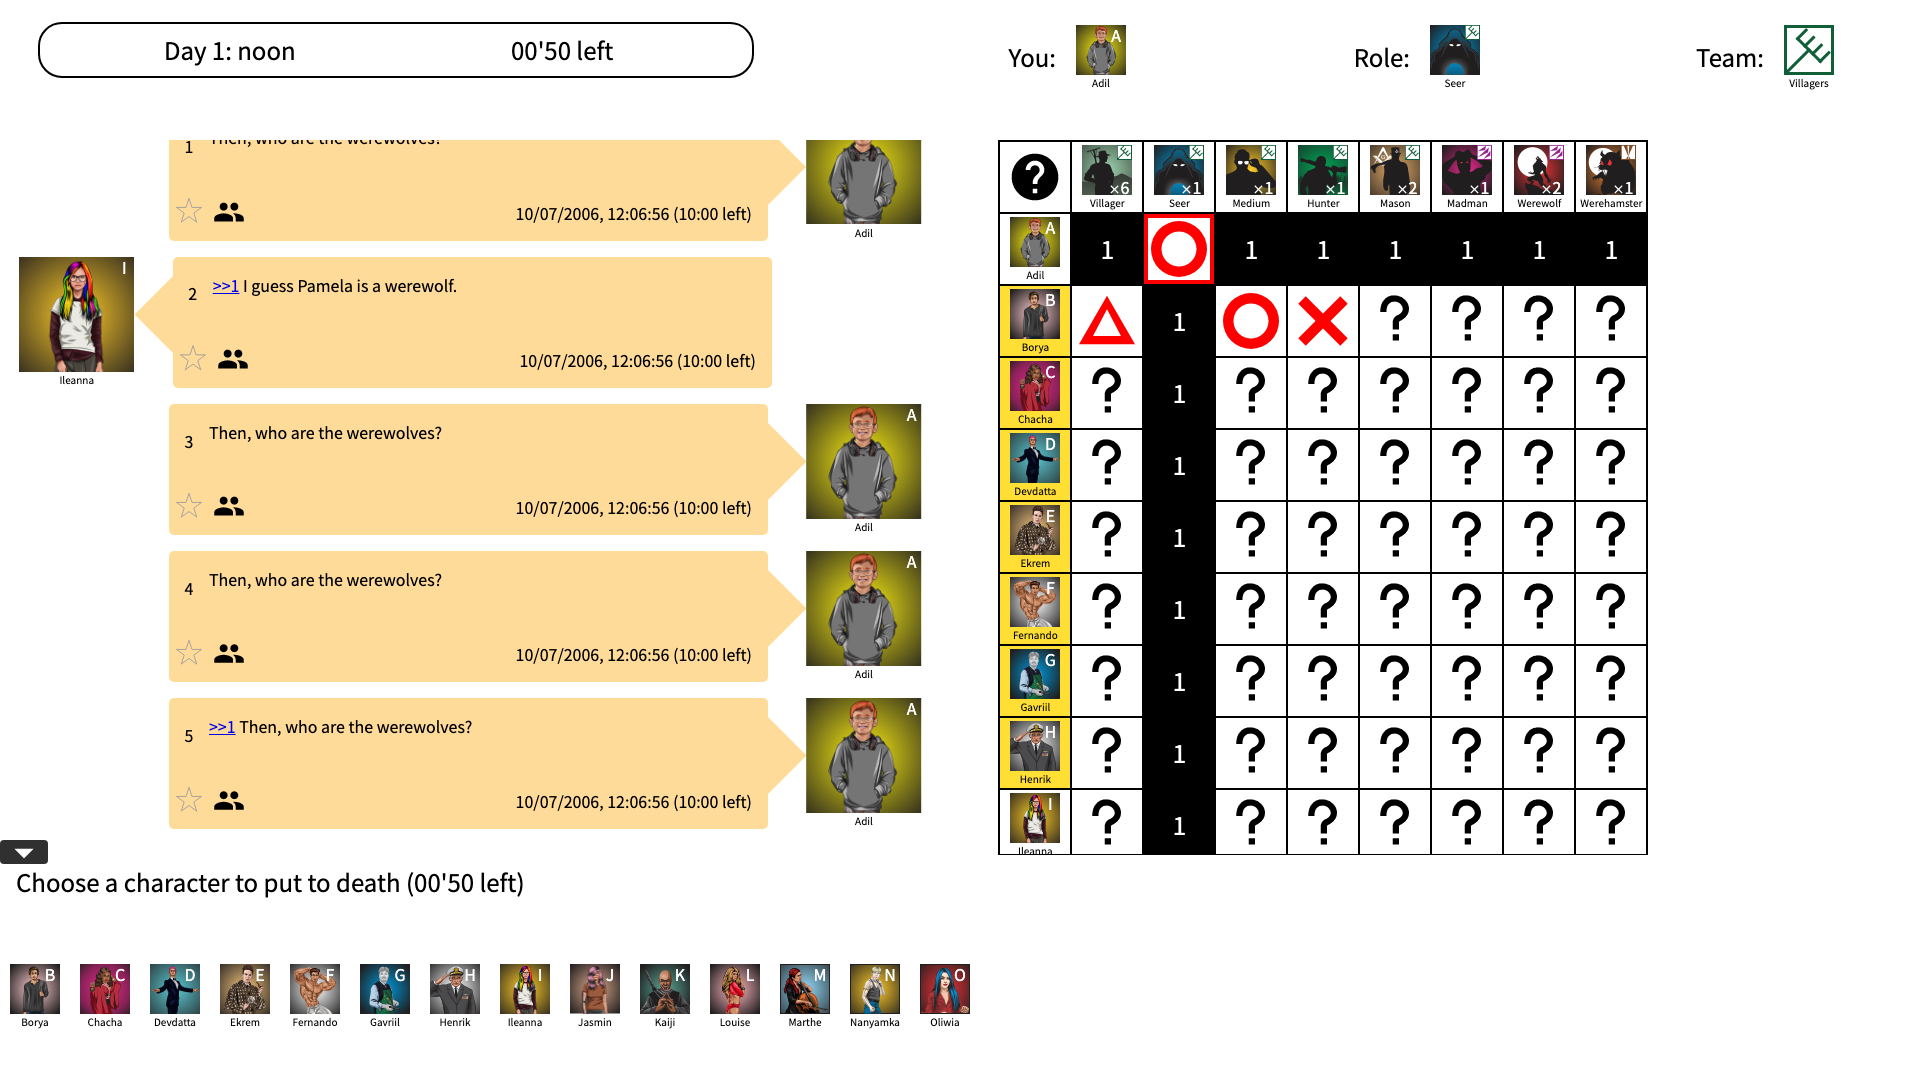 Day 1: noon 00'50 left
You: A Adil Role: Seer Team: Villagers
1 Then, who are the werewolves?
10/07/2006, 12:06:56 (10:00 left)
Adil
I
Ileanna
2 >>1 I guess Pamela is a werewolf.
10/07/2006, 12:06:56 (10:00 left)
3 Then, who are the werewolves?
10/07/2006, 12:06:56 (10:00 left)
A
Adil
4 Then, who are the werewolves?
10/07/2006, 12:06:56 (10:00 left)
A
Adil
5 >>1 Then, who are the werewolves?
10/07/2006, 12:06:56 (10:00 left)
A
Adil
? ×6 ×1 ×1 ×1 ×2 ×1 ×2 ×1
Villager Seer Medium Hunter Mason Madman Werewolf Werehamster
A Adil 1 1 1 1 1 1 1
B Borya 1 ? ? ? ?
C Chacha ? 1 ? ? ? ? ? ?
D Devdatta ? 1 ? ? ? ? ? ?
E Ekrem ? 1 ? ? ? ? ? ?
F Fernando ? 1 ? ? ? ? ? ?
G Gavriil ? 1 ? ? ? ? ? ?
H Henrik ? 1 ? ? ? ? ? ?
I Ileanna ? 1 ? ? ? ? ? ?
Choose a character to put to death (00'50 left)
B C D E F G H I J K L M N O
Borya Chacha Devdatta Ekrem Fernando Gavriil Henrik Ileanna Jasmin Kaiji Louise Marthe Nanyamka Oliwia